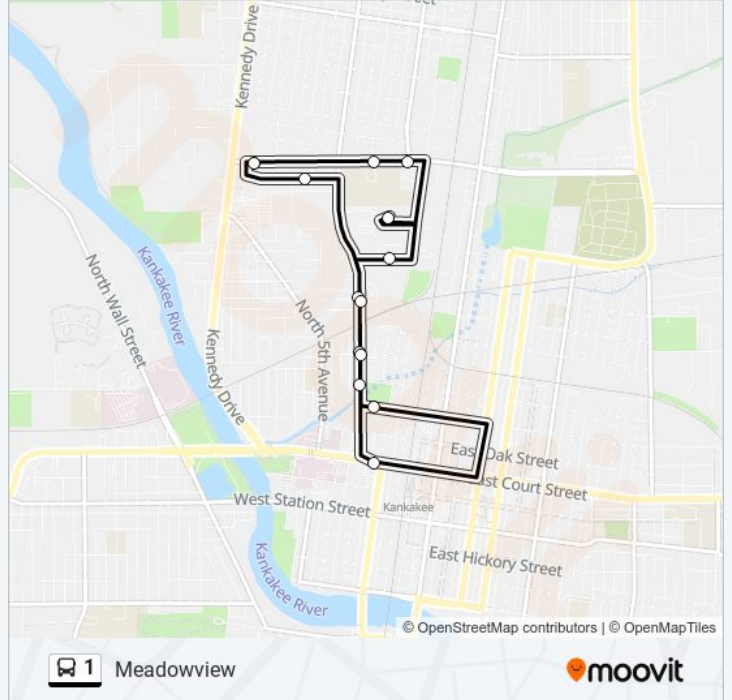 Kennedy Drive
North Wall Street
Kankakee River
North 5th Avenue
Kennedy Drive
East Oak Street
st Court Street
West Station Street
Kankakee
East Hickory Street
Kankakee River
© OpenStreetMap contributors | © OpenMapTiles
1 Meadowview
moovit